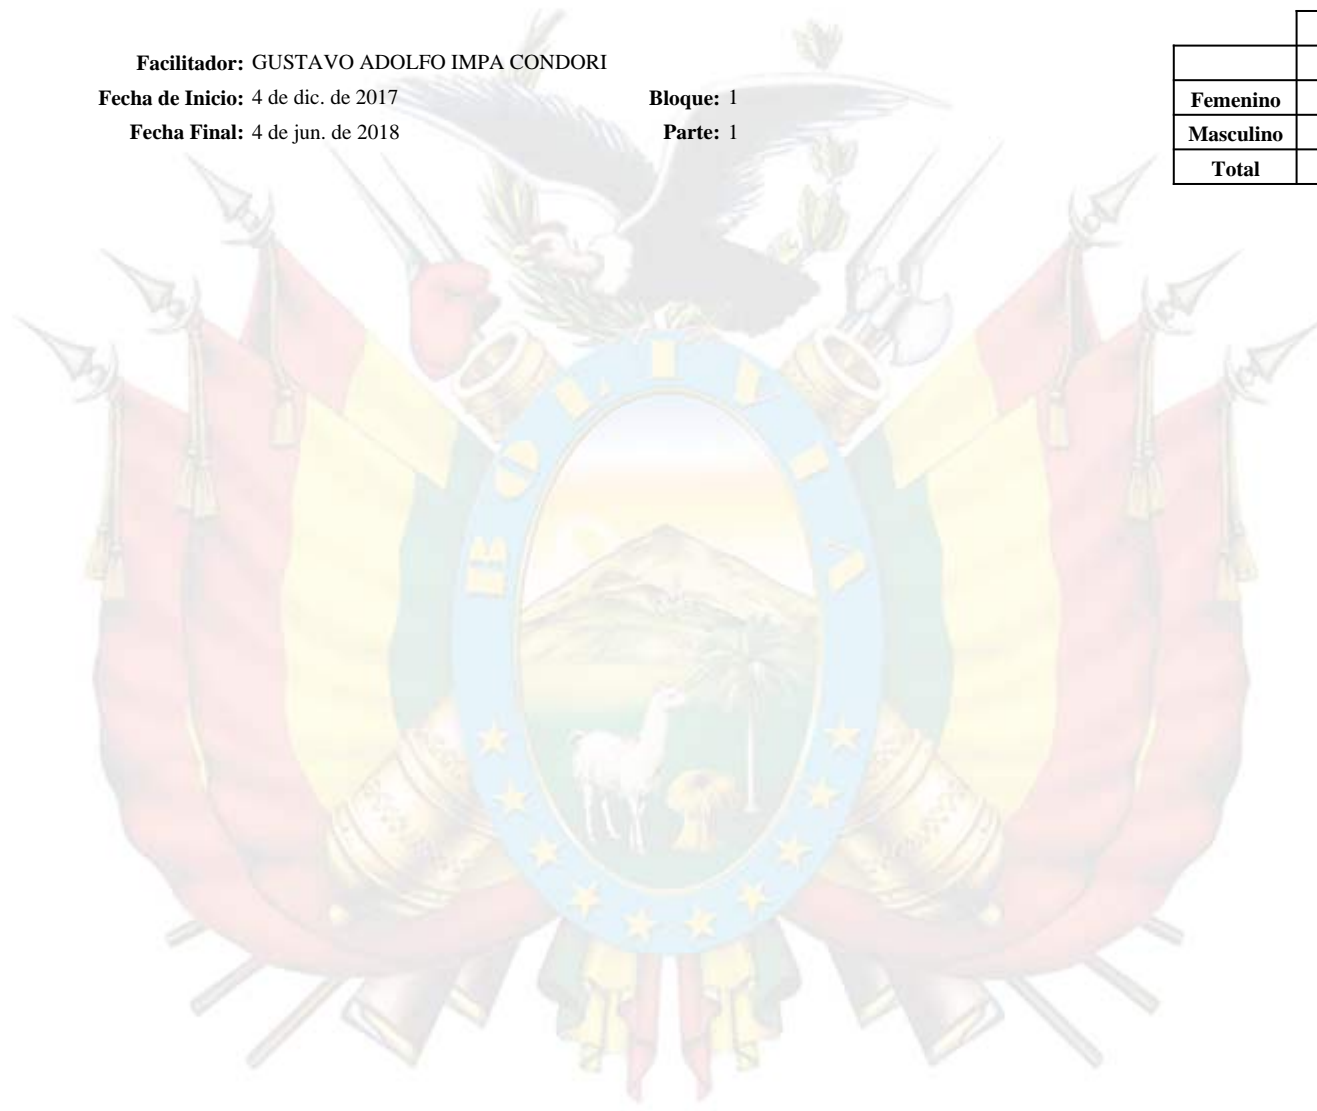 Facilitador: GUSTAVO ADOLFO IMPA CONDORI
Fecha de Inicio: 4 de dic. de 2017 Bloque: 1
Fecha Final: 4 de jun. de 2018 Parte: 1
Femenino
Masculino
Total
BOLIVIA